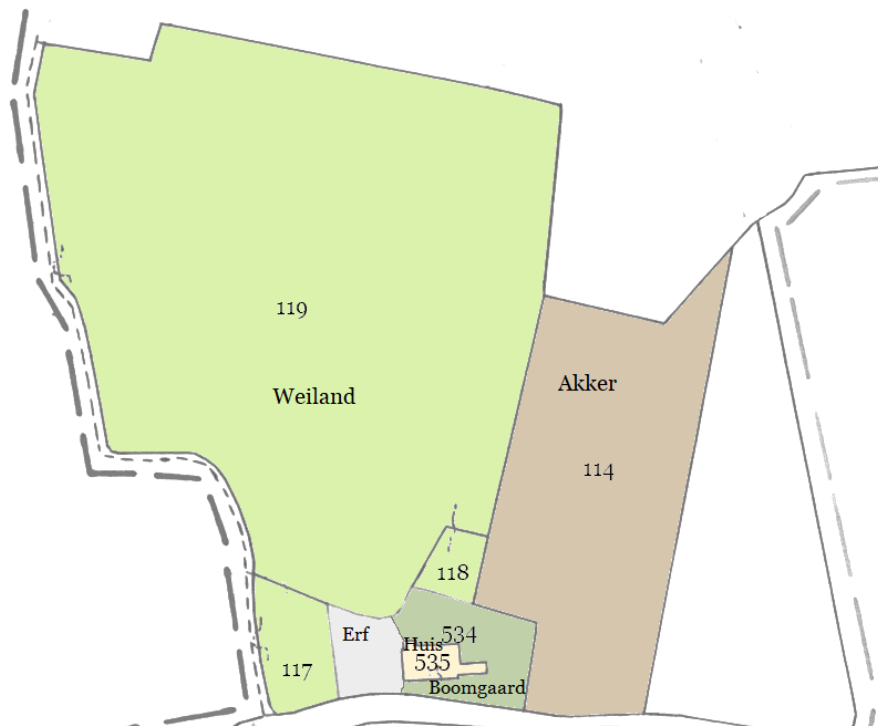 119
Weiland
Akker
114
118
Erf
534
Huis
535
117
Boomgaard